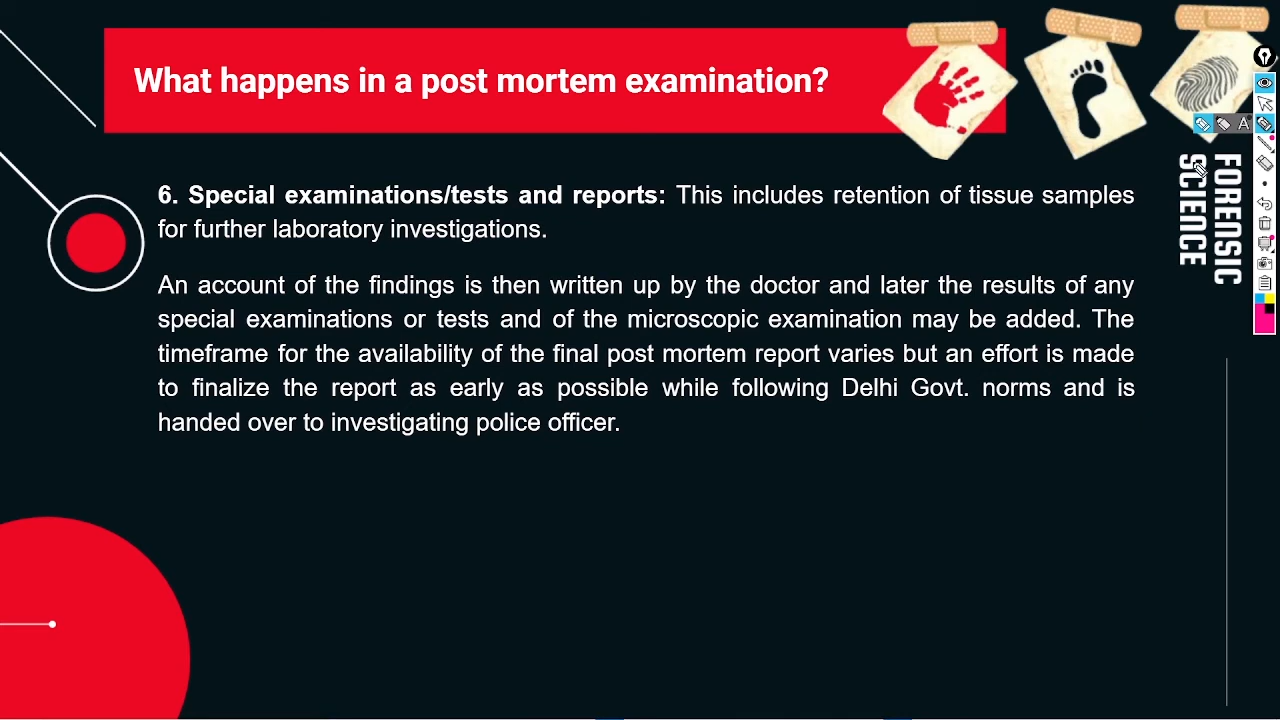 What happens in a post mortem examination?
6. Special examinations/tests and reports: This includes retention of tissue samples
for further laboratory investigations.
An account of the findings is then written up by the doctor and later the results of any
special examinations or tests and of the microscopic examination may be added. The
timeframe for the availability of the final post mortem report varies but an effort is made
to finalize the report as early as possible while following Delhi Govt. norms and is
handed over to investigating police officer.
FORENSIC
SCIENCE
A